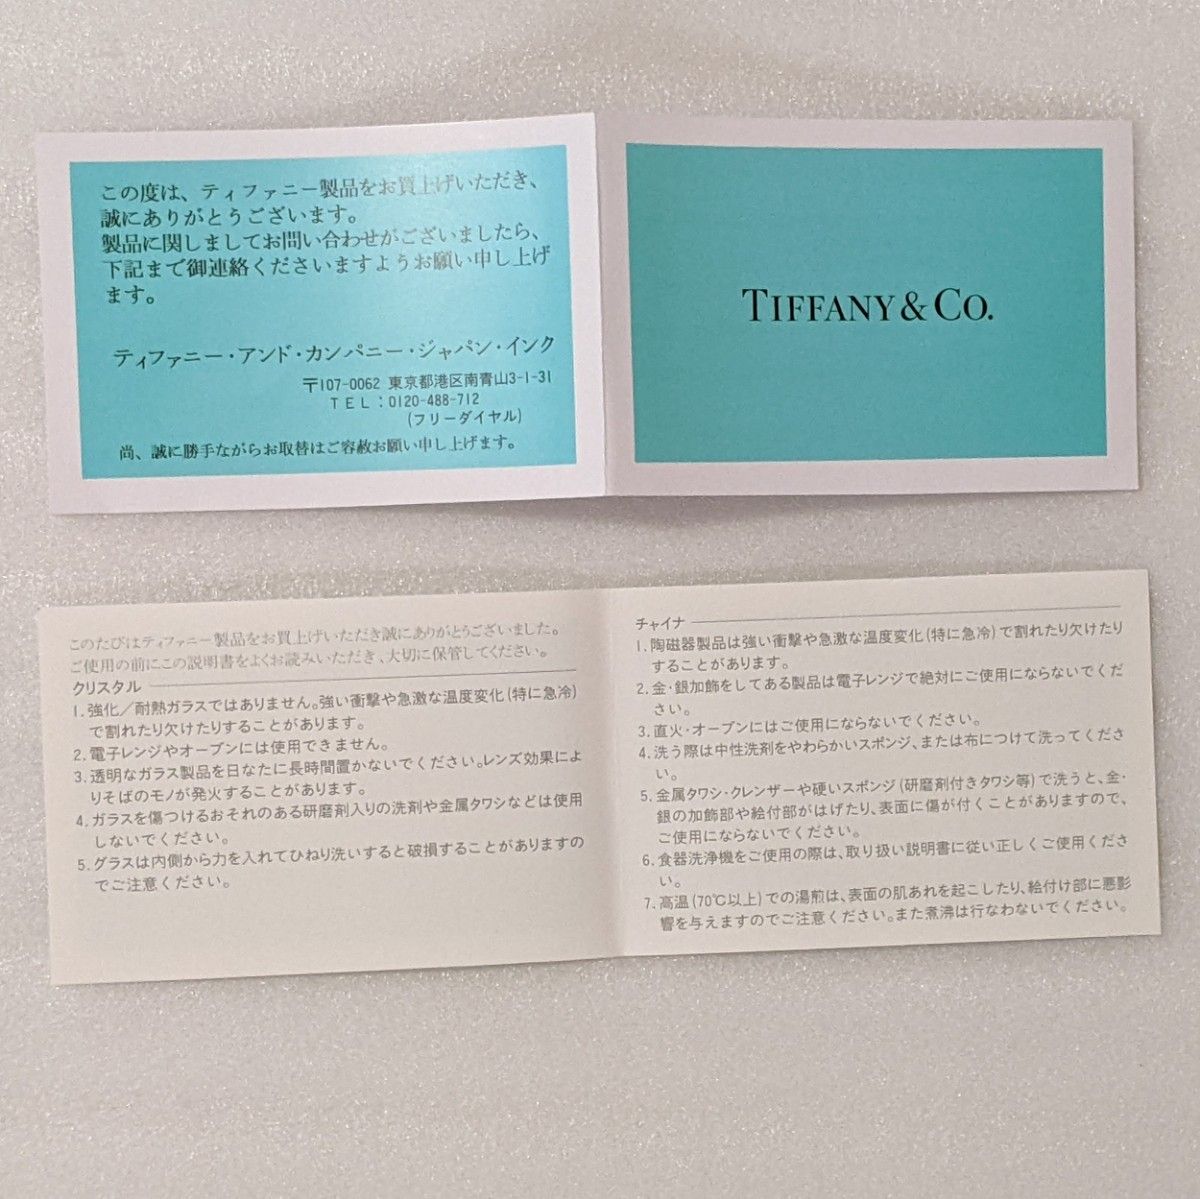 この度は、ティファニー製品をお買上げいただき、
誠にありがとうございます。
製品に関しましてお問い合わせがございましたら、
下記まで御連絡くださいますようお願い申し上げ
ます。
ティファニー・アンド・カンパニー・ジャパン・インク
〒107-0062 東京都港区南青山3-1-31
TEL:0120-488-712
(フリーダイヤル)
尚、誠に勝手ながらお取替はご容赦お願い申し上げます。
TIFFANY & CO.
このたびはティファニー製品をお買上げいただき誠にありがとうございました。
ご使用の前にこの説明書をよくお読みいただき、大切に保管してください。
クリスタル
1. 強化/耐熱ガラスではありません。強い衝撃や急激な温度変化(特に急冷)
で割れたり欠けたりすることがあります。
2. 電子レンジやオーブンには使用できません。
3. 透明なガラス製品を日なたに長時間置かないでください。レンズ効果によ
りそばのモノが発火することがあります。
4. ガラスを傷つけるおそれのある研磨剤入りの洗剤や金属タワシなどは使用
しないでください。
5. グラスは内側から力を入れてひねり洗いすると破損することがありますの
でご注意ください。
チャイナ
1. 陶磁器製品は強い衝撃や急激な温度変化(特に急冷)で割れたり欠けたり
することがあります。
2. 金・銀加飾をしてある製品は電子レンジで絶対にご使用にならないでくだ
さい。
3. 直火・オーブンにはご使用にならないでください。
4. 洗う際は中性洗剤をやわらかいスポンジ、または布につけて洗ってくださ
い。
5. 金属タワシ・クレンザーや硬いスポンジ(研磨剤付きタワシ等)で洗うと、金・
銀の加飾部や絵付部がはげたり、表面に傷が付くことがありますので、
ご使用にならないでください。
6. 食器洗浄機をご使用の際は、取り扱い説明書に従い正しくご使用くださ
い。
7. 高温(70℃以上)での湯煎は、表面の肌あれを起こしたり、絵付け部に悪影
響を与えますのでご注意ください。また煮沸は行なわないでください。